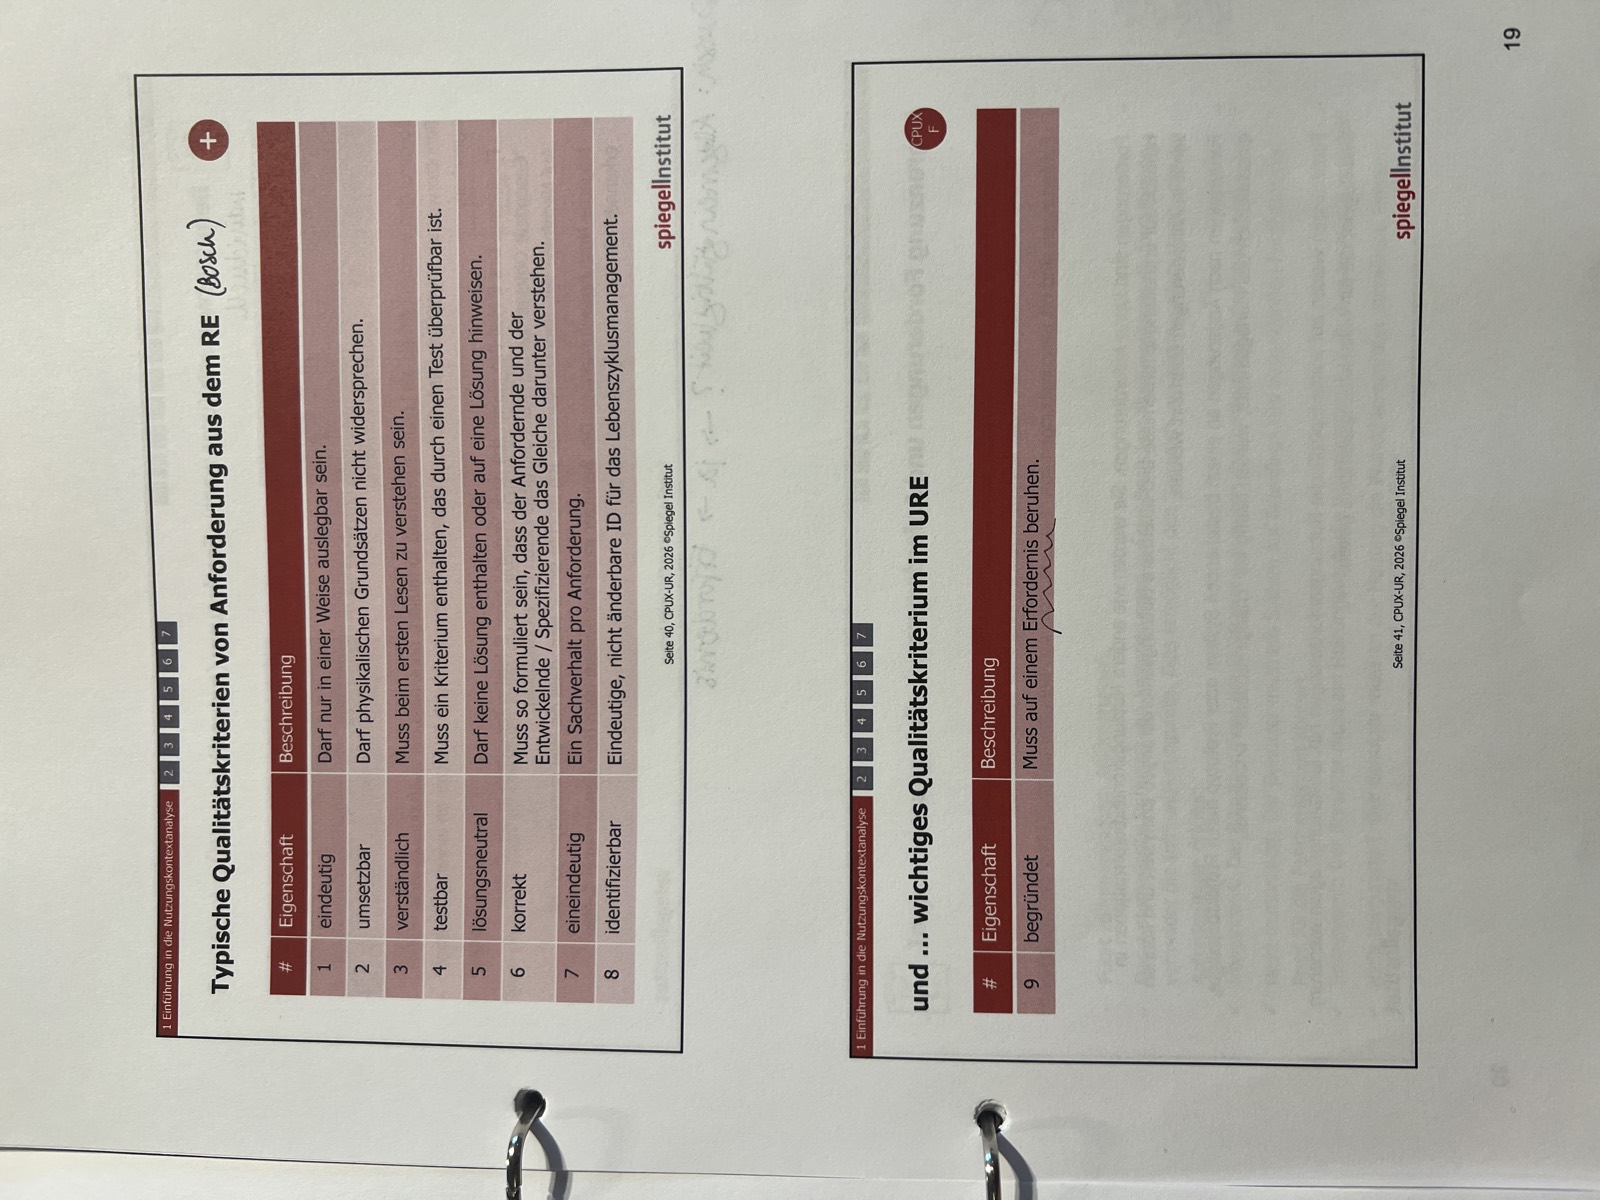 1 Einführung in die Nutzungskontextanalyse 2 3 4 5 6 7
Typische Qualitätskriterien von Anforderung aus dem RE (Bosch) +
# Eigenschaft Beschreibung
1 eindeutig Darf nur in einer Weise auslegbar sein.
2 umsetzbar Darf physikalischen Grundsätzen nicht widersprechen.
3 verständlich Muss beim ersten Lesen zu verstehen sein.
4 testbar Muss ein Kriterium enthalten, das durch einen Test überprüfbar ist.
5 lösungsneutral Darf keine Lösung enthalten oder auf eine Lösung hinweisen.
6 korrekt Muss so formuliert sein, dass der Anfordernde und der
Entwickelnde / Spezifizierende das Gleiche darunter verstehen.
7 eineindeutig Ein Sachverhalt pro Anforderung.
8 identifizierbar Eindeutige, nicht änderbare ID für das Lebenszyklusmanagement.
Seite 40, CPUX-UR, 2026 ©Spiegel Institut
spiegelInstitut
1 Einführung in die Nutzungskontextanalyse 2 3 4 5 6 7
und ... wichtiges Qualitätskriterium im URE
CPUX
F
# Eigenschaft Beschreibung
9 begründet Muss auf einem Erfordernis beruhen.
Seite 41, CPUX-UR, 2026 ©Spiegel Institut
spiegelInstitut
19